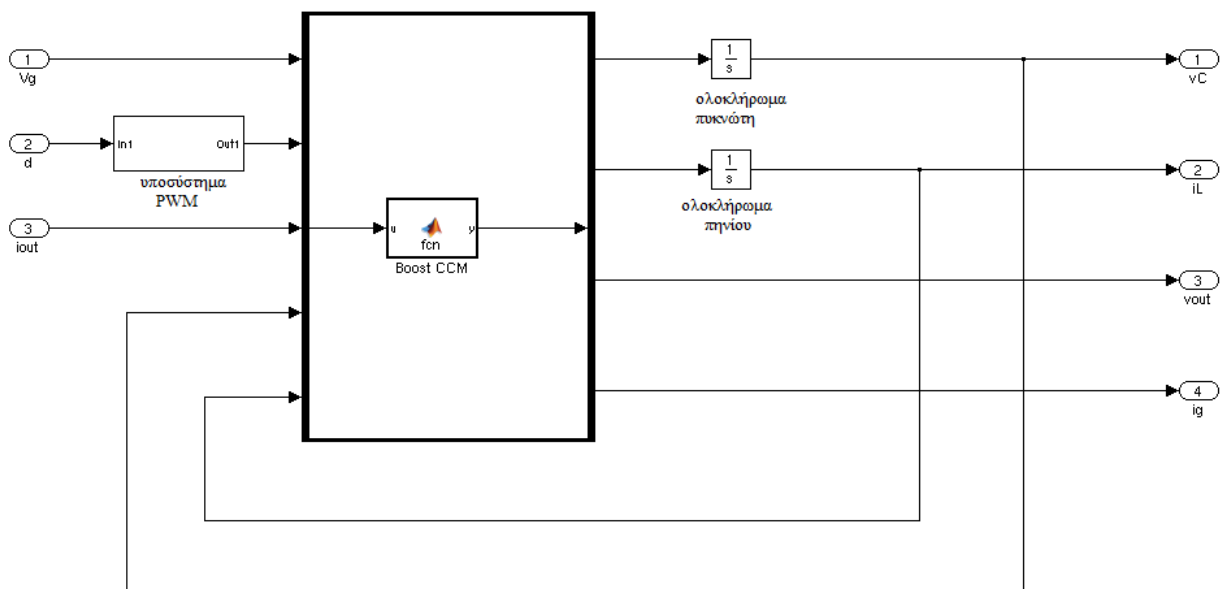 1
Vg
2
d
In1
Out1
υποσύστημα
PWM
3
iout
u
fcn
y
Boost CCM
1
s
ολοκλήρωμα
πυκνώτη
1
s
ολοκλήρωμα
πηνίου
1
vC
2
iL
3
vout
4
ig